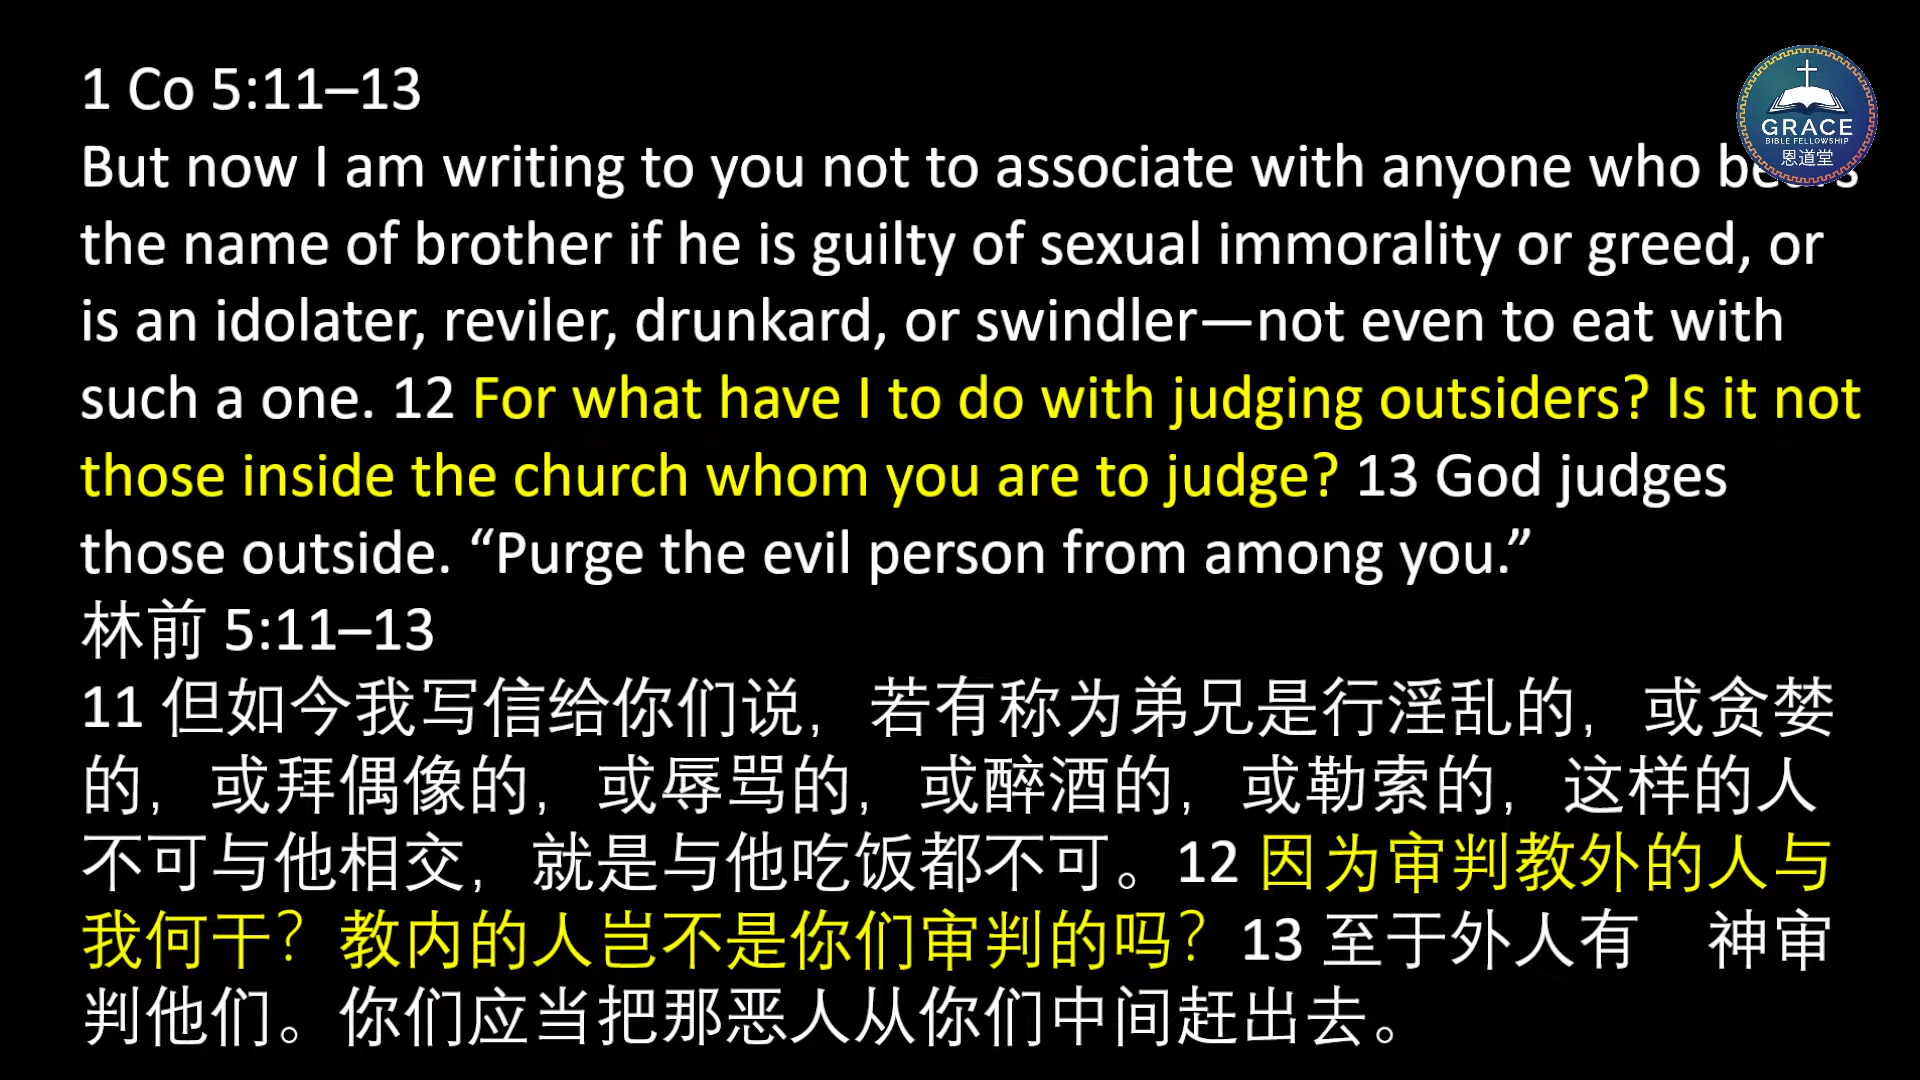 1 Co 5:11–13
But now I am writing to you not to associate with anyone who
the name of brother if he is guilty of sexual immorality or greed, or
is an idolater, reviler, drunkard, or swindler—not even to eat with
such a one. 12 For what have I to do with judging outsiders? Is it not
those inside the church whom you are to judge? 13 God judges
those outside. “Purge the evil person from among you.”
林前 5:11–13
11 但如今我写信给你们说，若有称为弟兄是行淫乱的，或贪婪
的，或拜偶像的，或辱骂的，或醉酒的，或勒索的，这样的人
不可与他相交，就是与他吃饭都不可。12 因为审判教外的人与
我何干？教内的人岂不是你们审判的吗？13 至于外人有　神审
判他们。你们应当把那恶人从你们中间赶出去。
GRACE
BIBLE FELLOWSHIP
恩道堂